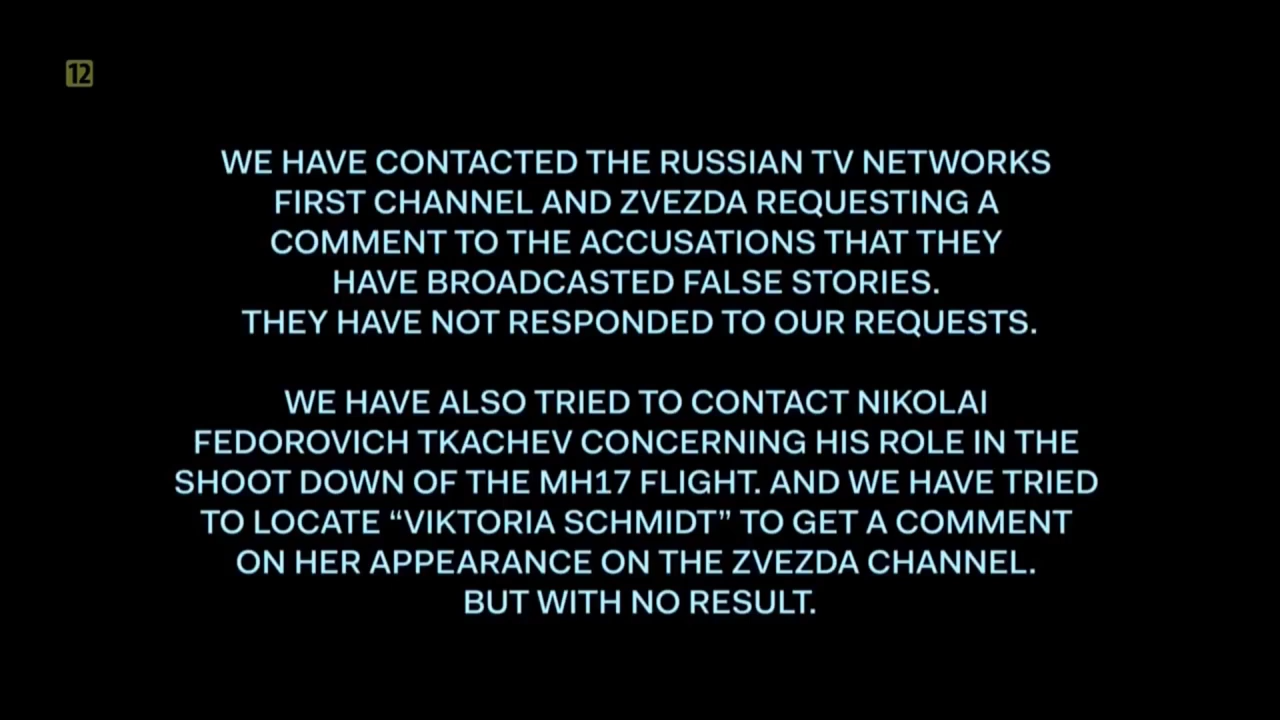 12
WE HAVE CONTACTED THE RUSSIAN TV NETWORKS
FIRST CHANNEL AND ZVEZDA REQUESTING A
COMMENT TO THE ACCUSATIONS THAT THEY
HAVE BROADCASTED FALSE STORIES.
THEY HAVE NOT RESPONDED TO OUR REQUESTS.
WE HAVE ALSO TRIED TO CONTACT NIKOLAI
FEDOROVICH TKACHEV CONCERNING HIS ROLE IN THE
SHOOT DOWN OF THE MH17 FLIGHT. AND WE HAVE TRIED
TO LOCATE “VIKTORIA SCHMIDT” TO GET A COMMENT
ON HER APPEARANCE ON THE ZVEZDA CHANNEL.
BUT WITH NO RESULT.